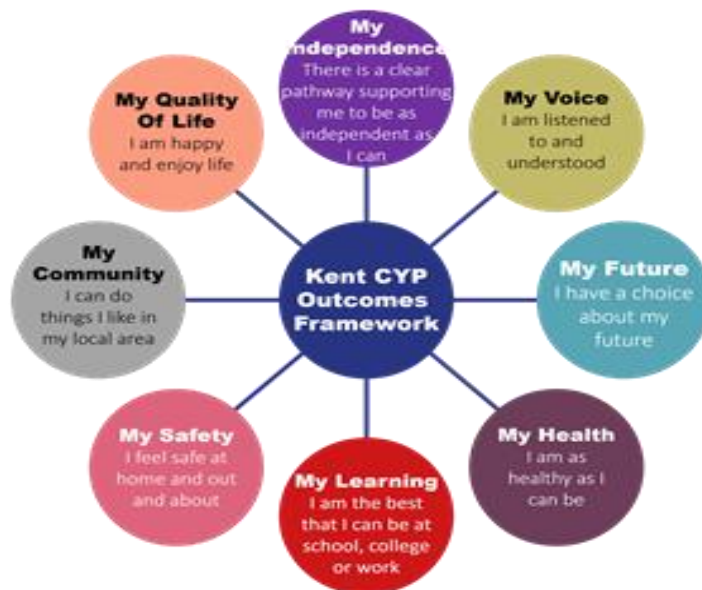 My
Independence
There is a clear
pathway supporting
me to be as
independent as
I can
My Voice
I am listened
to and
understood
My Future
I have a choice
about my
future
My Health
I am as
healthy as I
can be
My Learning
I am the best
that I can be at
school, college
or work
My Safety
I feel safe at
home and out
and about
My
Community
I can do
things I like in
my local area
My Quality
Of Life
I am happy
and enjoy life
Kent CYP
Outcomes
Framework